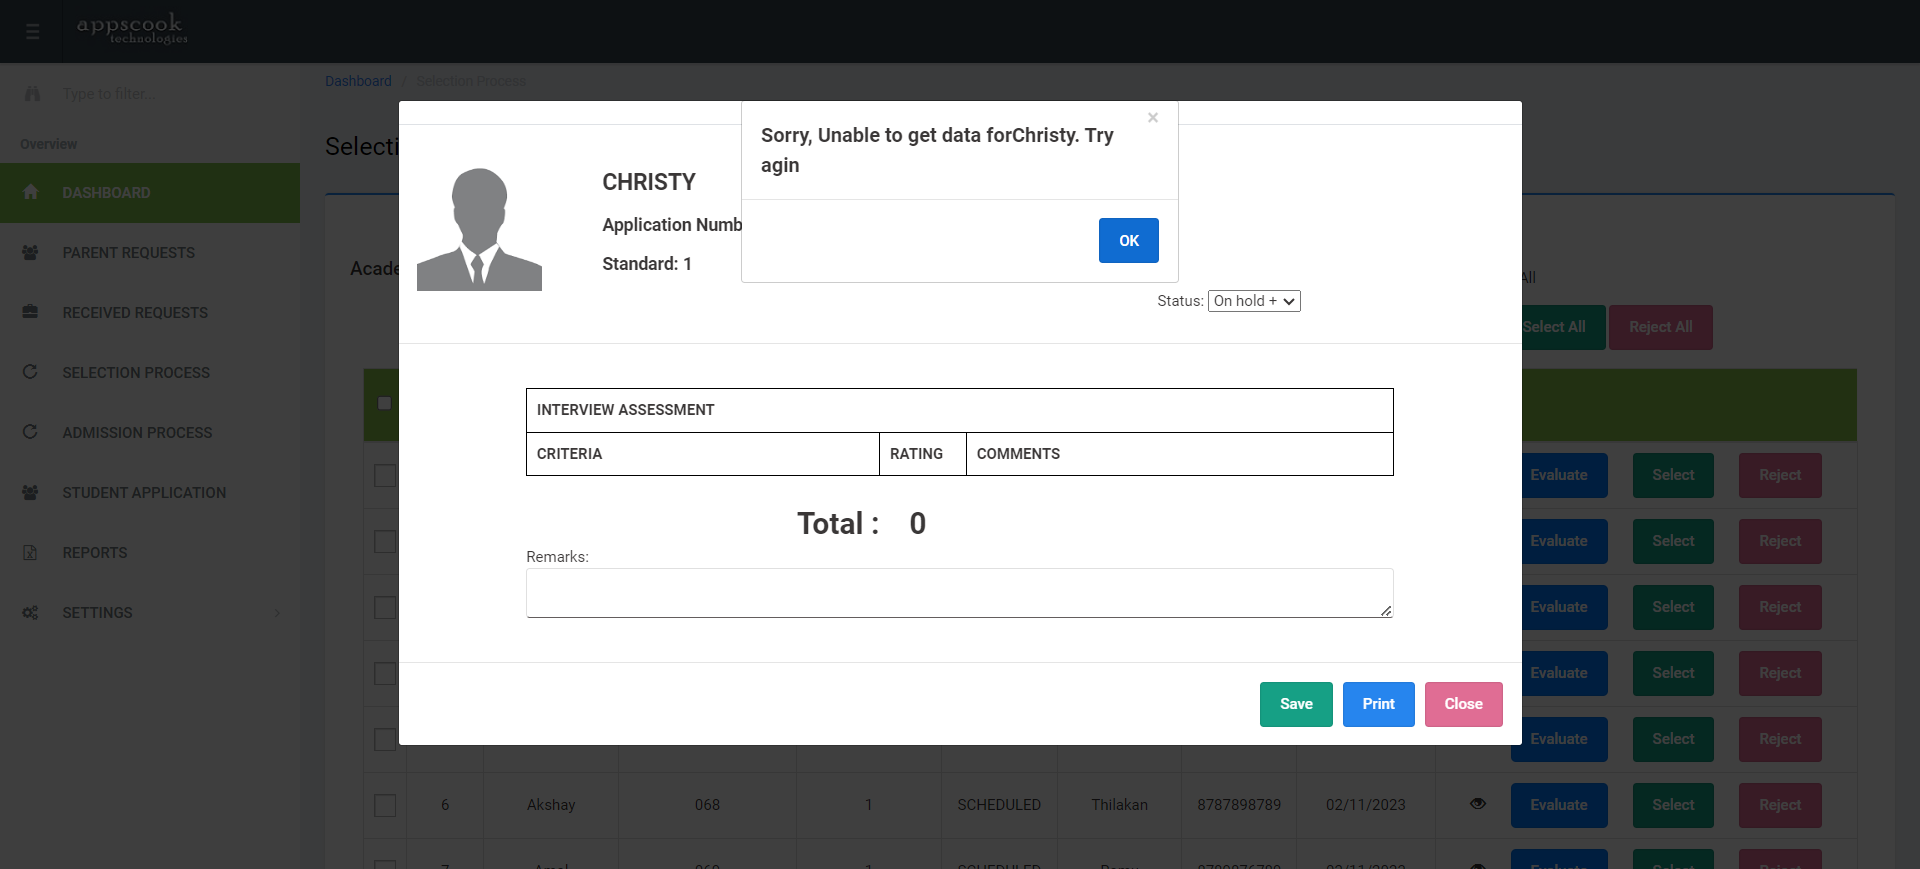 appscook
technologies
Type to filter...
Dashboard / Selection Process
Overview
DASHBOARD
PARENT REQUESTS
RECEIVED REQUESTS
SELECTION PROCESS
ADMISSION PROCESS
STUDENT APPLICATION
REPORTS
SETTINGS
Selecti
Acade
All
Select All Reject All
×
Sorry, Unable to get data forChristy. Try
agin
OK
CHRISTY
Application Numb
Standard: 1
Status: On hold +
INTERVIEW ASSESSMENT
CRITERIA RATING COMMENTS
Total : 0
Remarks:
Save Print Close
Evaluate Select Reject
Evaluate Select Reject
Evaluate Select Reject
Evaluate Select Reject
Evaluate Select Reject
6 Akshay 068 1 SCHEDULED Thilakan 8787898789 02/11/2023 Evaluate Select Reject